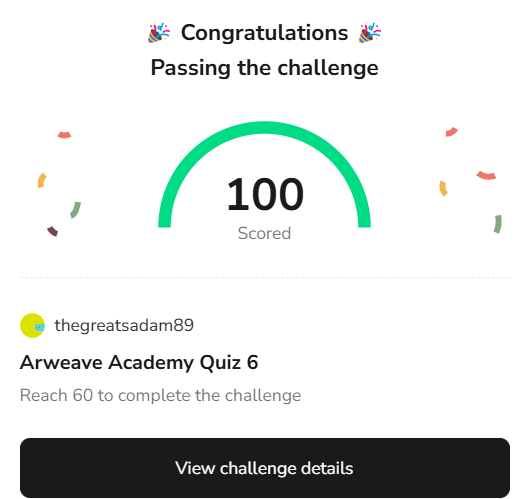 🎉 Congratulations 🎉
Passing the challenge
100
Scored
thegreatsadam89
Arweave Academy Quiz 6
Reach 60 to complete the challenge
View challenge details